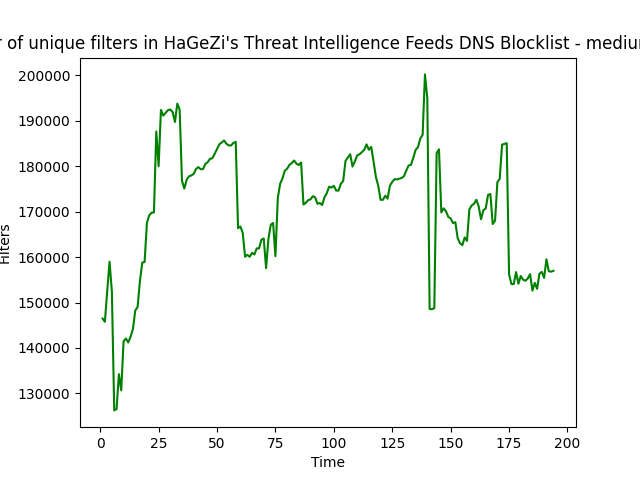 r of unique filters in HaGeZi's Threat Intelligence Feeds DNS Blocklist - mediu
200000
190000
180000
170000
160000
150000
140000
130000
Filters
0 25 50 75 100 125 150 175 200
Time